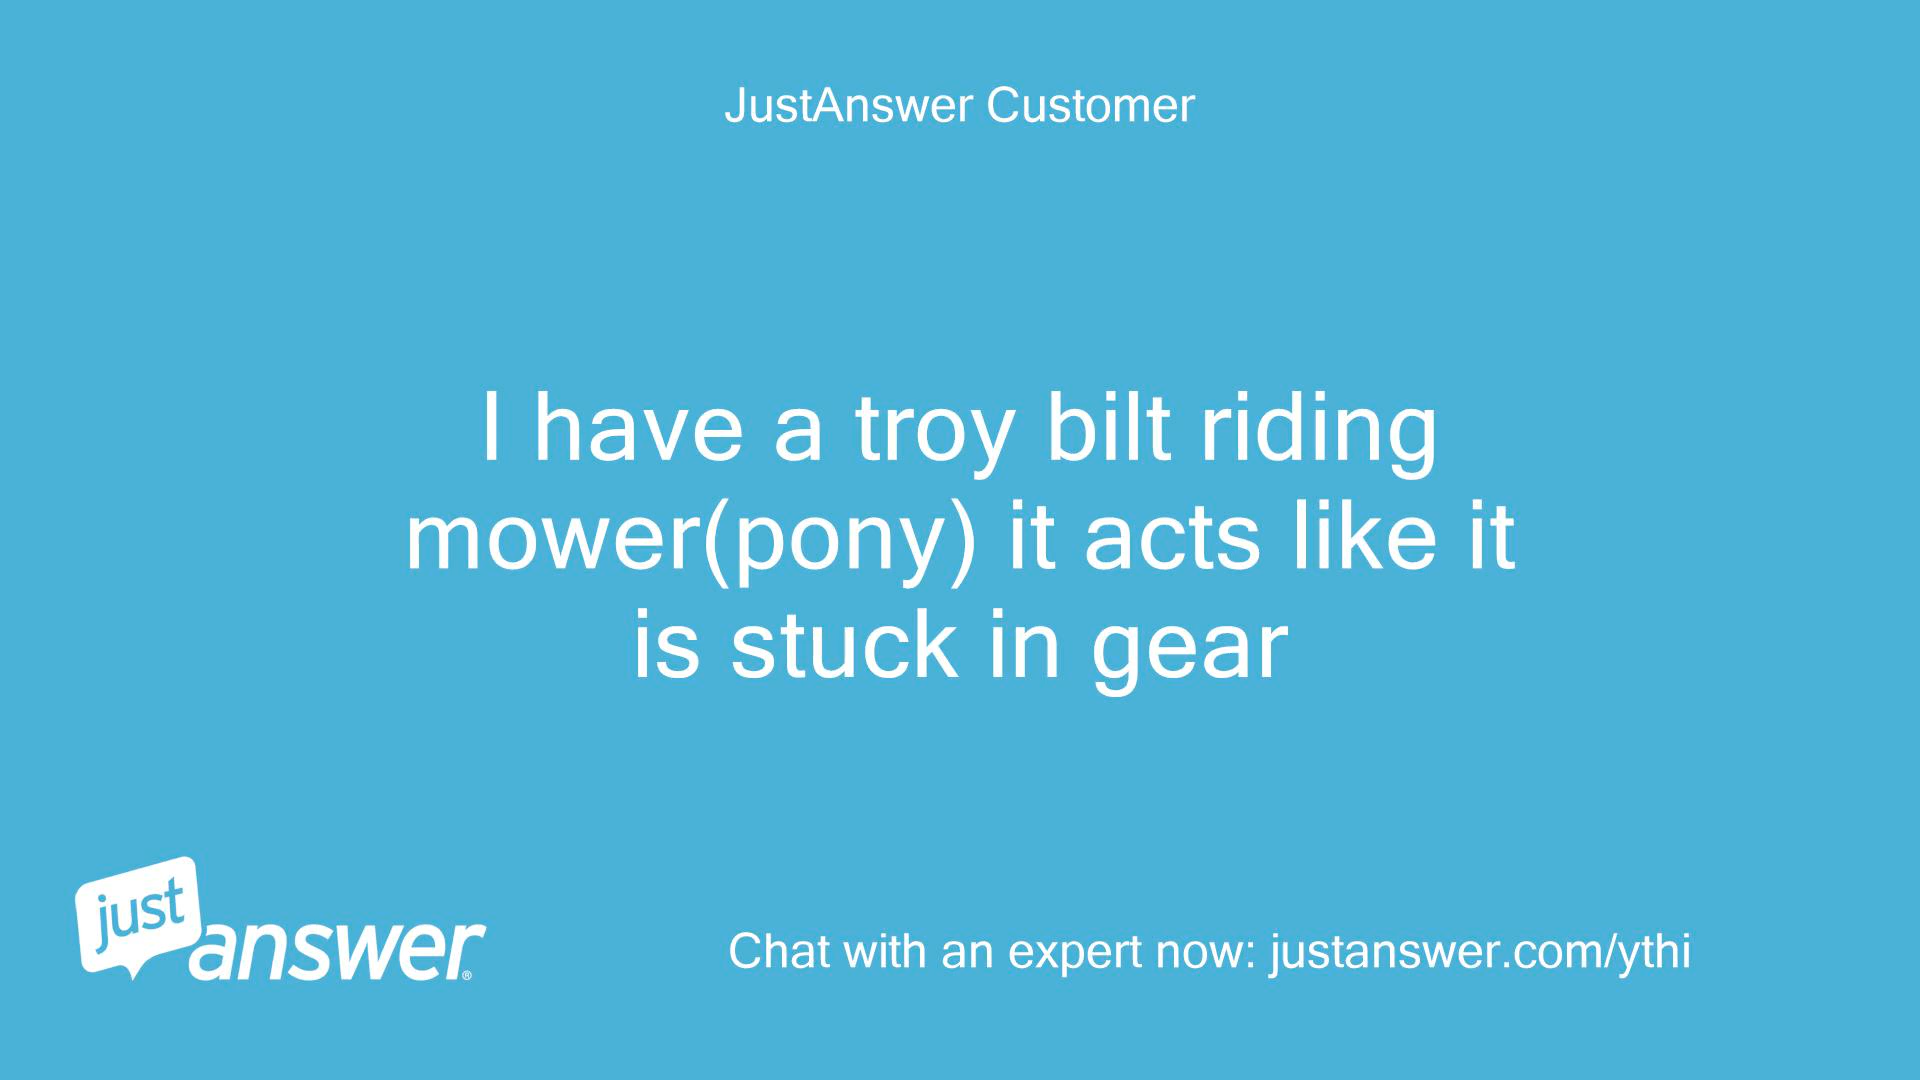 JustAnswer Customer
I have a troy bilt riding
mower(pony) it acts like it
is stuck in gear
just
answer®
Chat with an expert now: justanswer.com/ythi